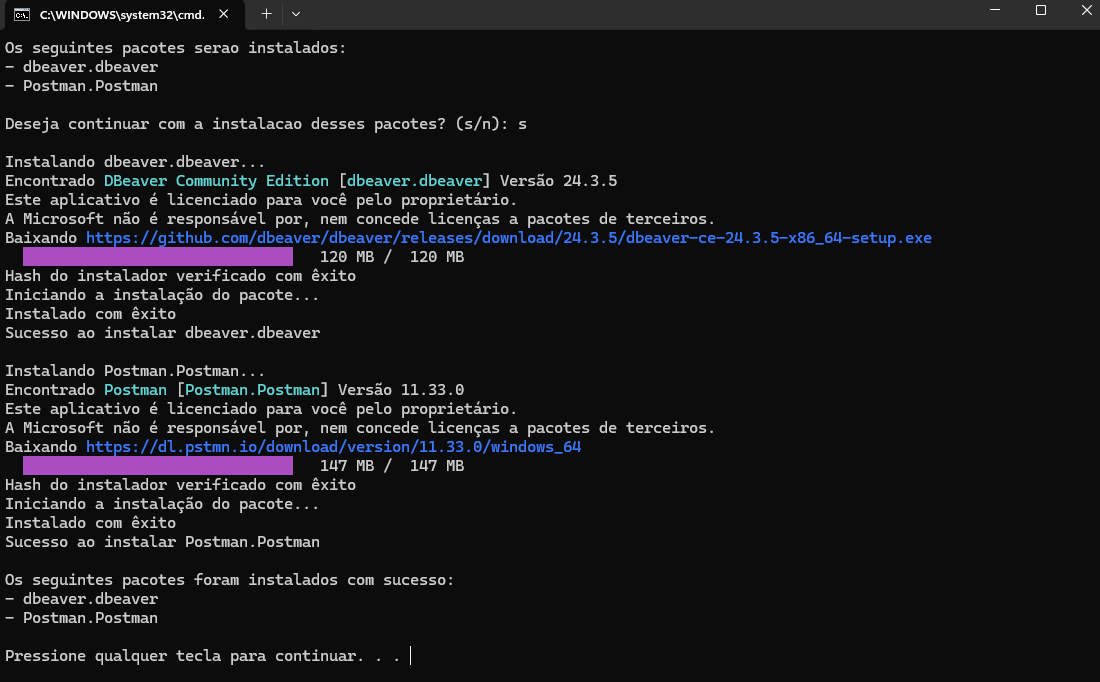 C:\WINDOWS\system32\cmd.
Os seguintes pacotes serao instalados:
- dbeaver.dbeaver
- Postman.Postman
Deseja continuar com a instalacao desses pacotes? (s/n): s
Instalando dbeaver.dbeaver...
Encontrado DBeaver Community Edition [dbeaver.dbeaver] Versão 24.3.5
Este aplicativo é licenciado para você pelo proprietário.
A Microsoft não é responsável por, nem concede licenças a pacotes de terceiros.
Baixando https://github.com/dbeaver/dbeaver/releases/download/24.3.5/dbeaver-ce-24.3.5-x86_64-setup.exe
120 MB / 120 MB
Hash do instalador verificado com êxito
Iniciando a instalação do pacote...
Instalado com êxito
Sucesso ao instalar dbeaver.dbeaver
Instalando Postman.Postman...
Encontrado Postman [Postman.Postman] Versão 11.33.0
Este aplicativo é licenciado para você pelo proprietário.
A Microsoft não é responsável por, nem concede licenças a pacotes de terceiros.
Baixando https://dl.pstmn.io/download/version/11.33.0/windows_64
147 MB / 147 MB
Hash do instalador verificado com êxito
Iniciando a instalação do pacote...
Instalado com êxito
Sucesso ao instalar Postman.Postman
Os seguintes pacotes foram instalados com sucesso:
- dbeaver.dbeaver
- Postman.Postman
Pressione qualquer tecla para continuar. . .